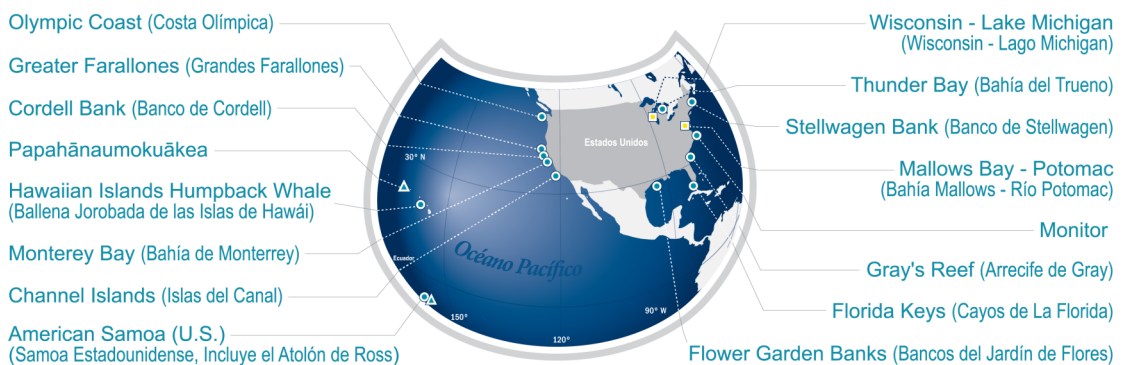 Olympic Coast (Costa Olímpica)
Greater Farallones (Grandes Farallones)
Cordell Bank (Banco de Cordell)
Papahānaumokuākea
Hawaiian Islands Humpback Whale
(Ballena Jorobada de las Islas de Hawái)
Monterey Bay (Bahía de Monterrey)
Channel Islands (Islas del Canal)
American Samoa (U.S.)
(Samoa Estadounidense, Incluye el Atolón de Ross)
30° N
Estados Unidos
Océano Pacífico
Ecuador
150°
120°
90° W
Wisconsin - Lake Michigan
(Wisconsin - Lago Michigan)
Thunder Bay (Bahía del Trueno)
Stellwagen Bank (Banco de Stellwagen)
Mallows Bay - Potomac
(Bahía Mallows - Río Potomac)
Monitor
Gray's Reef (Arrecife de Gray)
Florida Keys (Cayos de La Florida)
Flower Garden Banks (Bancos del Jardín de Flores)